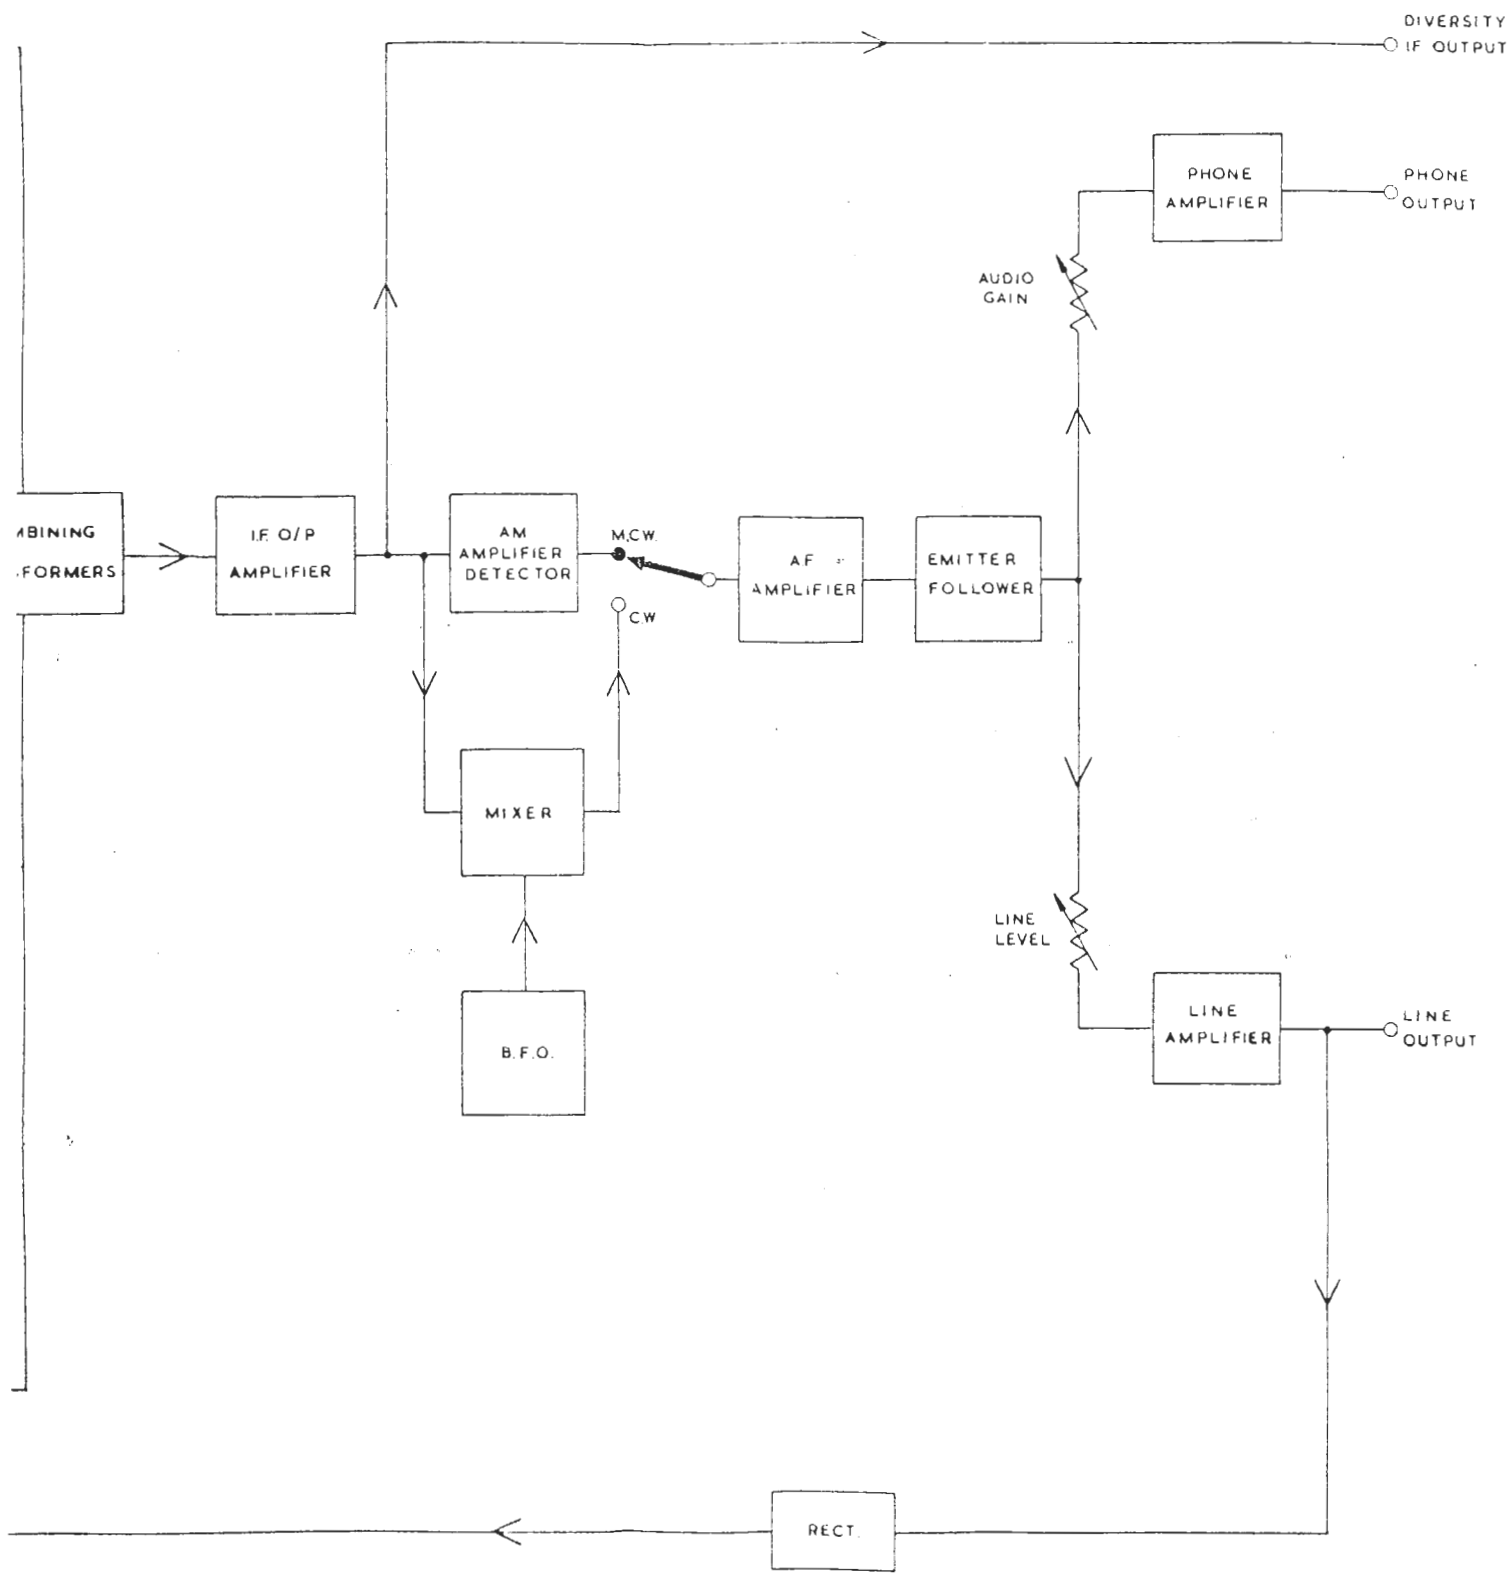 DIVERSITY
IF OUTPUT
PHONE
AMPLIFIER
PHONE
OUTPUT
AUDIO
GAIN
MBINING
FORMERS
I.F. O/P
AMPLIFIER
AM
AMPLIFIER
DETECTOR
M.C.W.
C.W
AF
AMPLIFIER
EMITTER
FOLLOWER
MIXER
LINE
LEVEL
LINE
AMPLIFIER
LINE
OUTPUT
B.F.O.
RECT.